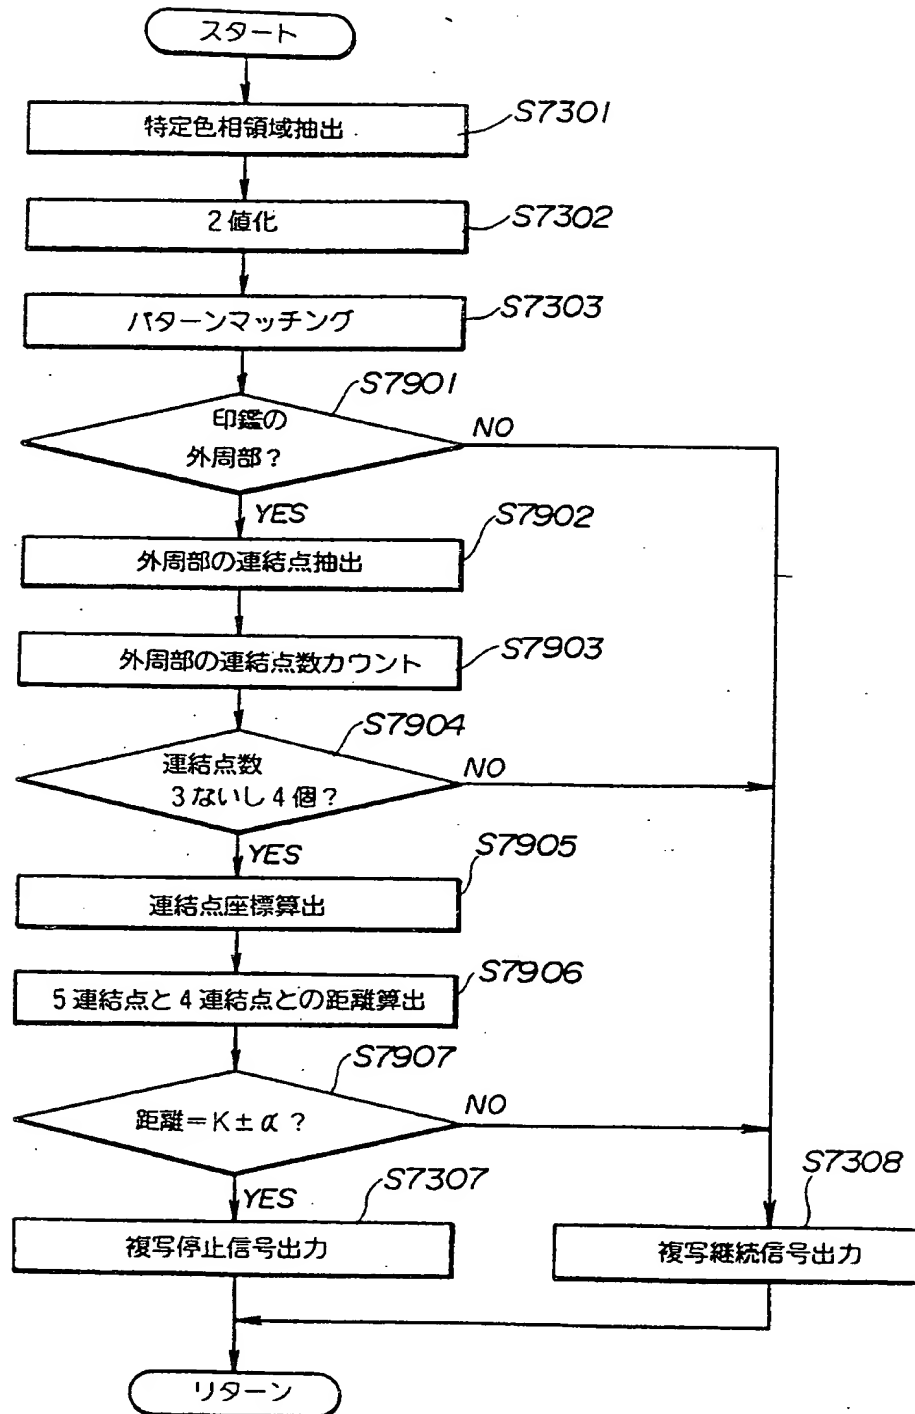 スタート
S7301
特定色相領域抽出
S7302
2値化
S7303
パターンマッチング
S7901
印鑑の
外周部?
NO
YES
S7902
外周部の連結点抽出
S7903
外周部の連結点数カウント
S7904
連結点数
3ないし4個?
NO
YES
S7905
連結点座標算出
S7906
5連結点と4連結点との距離算出
S7907
距離=K±α?
NO
YES
S7307
複写停止信号出力
S7308
複写継続信号出力
リターン